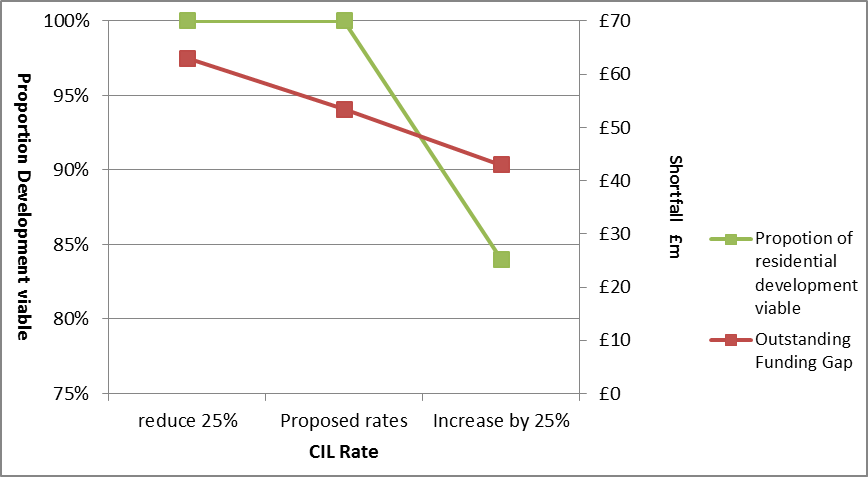 100%
95%
90%
85%
80%
75%
Proportion Development viable
£70
£60
£50
£40
£30
£20
£10
£0
Shortfall £m
reduce 25%
Proposed rates
Increase by 25%
CIL Rate
Propotion of
residential
development
viable
Outstanding
Funding Gap